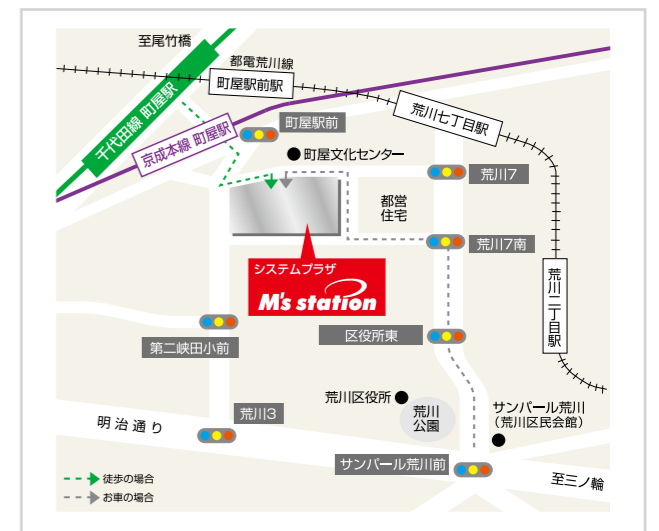 至尾竹橋
都電荒川線
町屋駅前駅
千代田線 町屋駅
京成本線 町屋駅
町屋駅前
荒川七丁目駅
町屋文化センター
荒川7
都営
住宅
荒川7南
システムプラザ
M's station
荒川二丁目駅
第二峡田小前
区役所東
荒川区役所
荒川
公園
サンパール荒川
（荒川区民会館）
荒川3
明治通り
サンパール荒川前
至三ノ輪
徒歩の場合
お車の場合